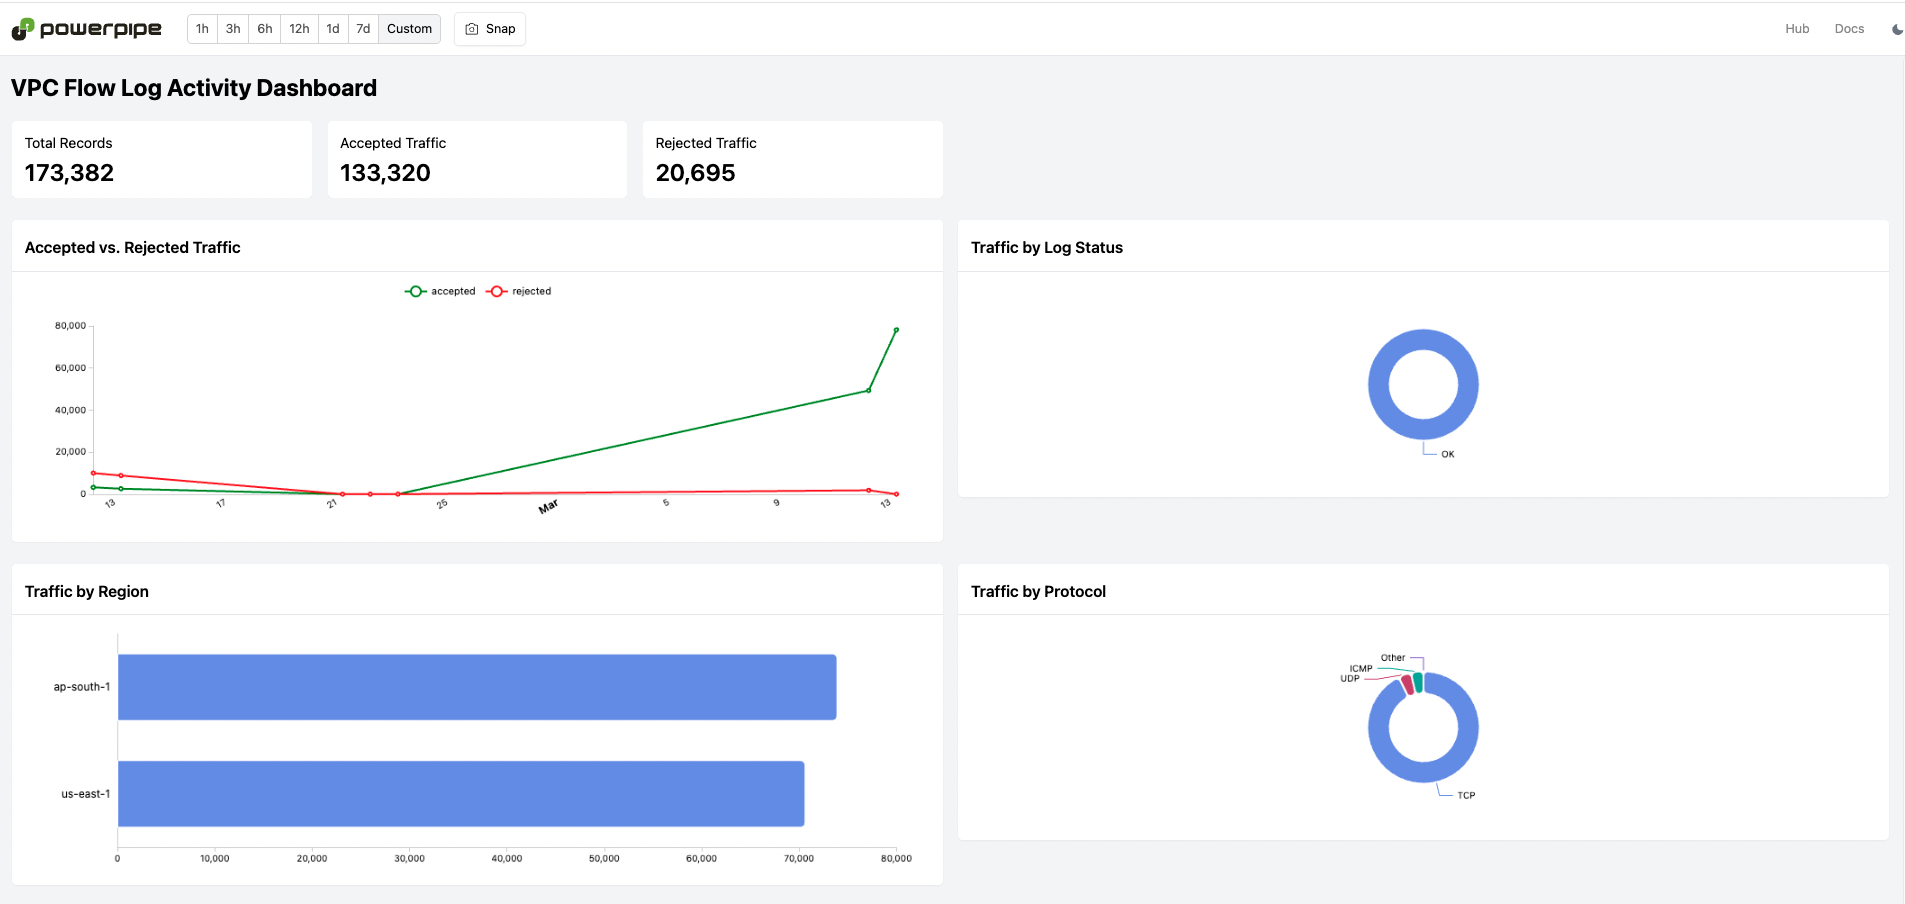 powerpipe
1h 3h 6h 12h 1d 7d Custom
Snap
Hub Docs
VPC Flow Log Activity Dashboard
Total Records
173,382
Accepted Traffic
133,320
Rejected Traffic
20,695
Accepted vs. Rejected Traffic
accepted rejected
80,000
60,000
40,000
20,000
0
13 17 21 25 Mar 5 9 13
Traffic by Log Status
OK
Traffic by Region
ap-south-1
us-east-1
0 10,000 20,000 30,000 40,000 50,000 60,000 70,000 80,000
Traffic by Protocol
Other
ICMP
UDP
TCP